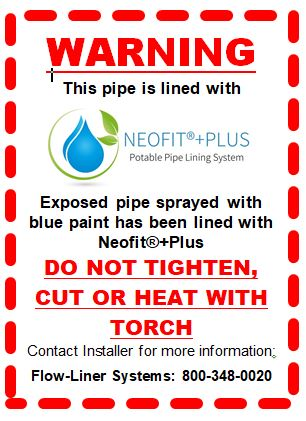 WARNING
This pipe is lined with
NEOFIT®+PLUS
Potable Pipe Lining System
Exposed pipe sprayed with
blue paint has been lined with
Neofit®+Plus
DO NOT TIGHTEN,
CUT OR HEAT WITH
TORCH
Contact Installer for more information:
Flow-Liner Systems: 800-348-0020